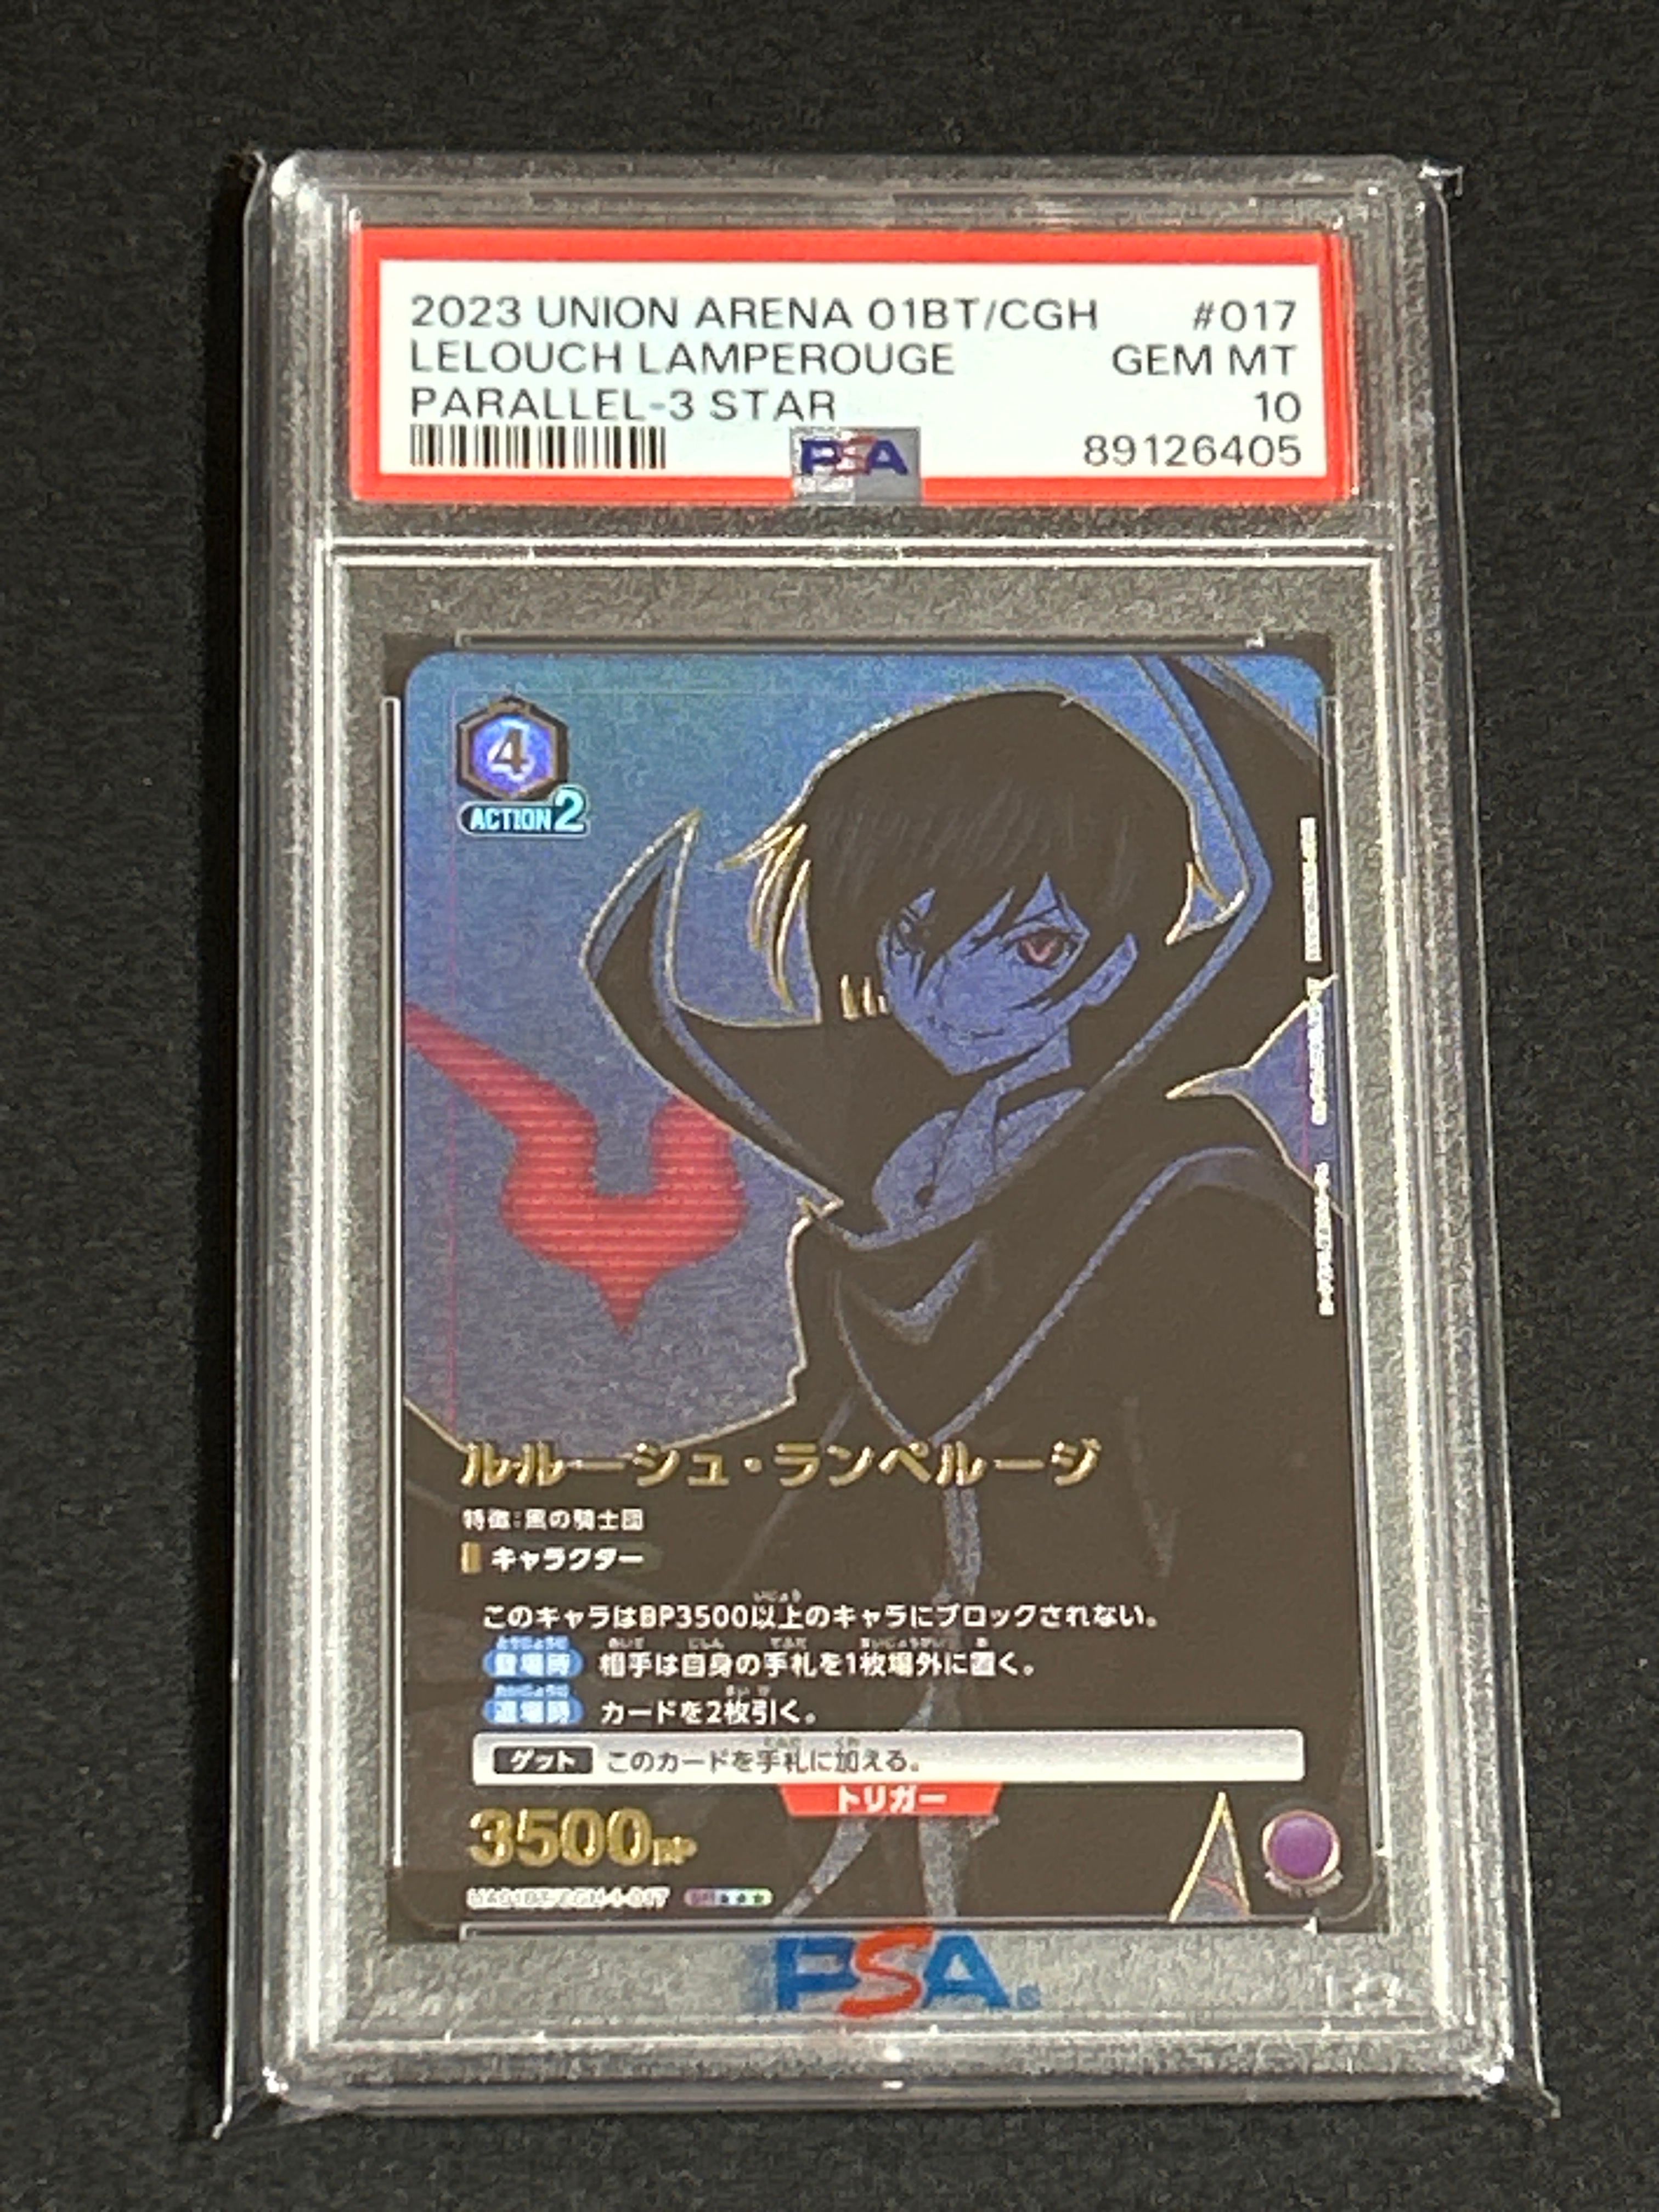 2023 UNION ARENA 01BT/CGH #017
LELOUCH LAMPEROUGE GEM MT
PARALLEL-3 STAR 10
PSA 89126405
4
ACTION2
ルルーシュ・ランペルージ
特徴:黒の騎士団
キャラクター
このキャラはBP3500以上のキャラにブロックされない。
登場時 相手は自身の手札を1枚場外に置く。
退場時 カードを2枚引く。
ゲット このカードを手札に加える。
トリガー
3500BP
PSA